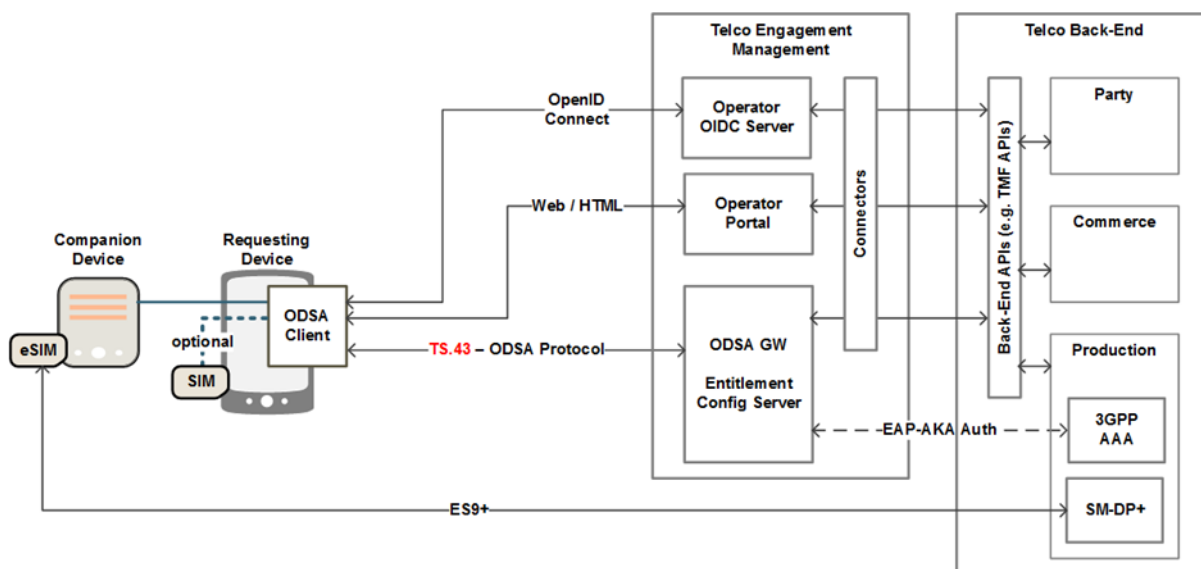 Telco Engagement
Management
Telco Back-End
OpenID
Connect
Operator
OIDC Server
Party
Web / HTML
Operator
Portal
Connectors
Back-End APIs (e.g. TMF APIs)
Commerce
Companion
Device
Requesting
Device
ODSA
Client
optional
eSIM
SIM
TS.43 – ODSA Protocol
ODSA GW
Entitlement
Config Server
Production
EAP-AKA Auth
3GPP
AAA
ES9+
SM-DP+